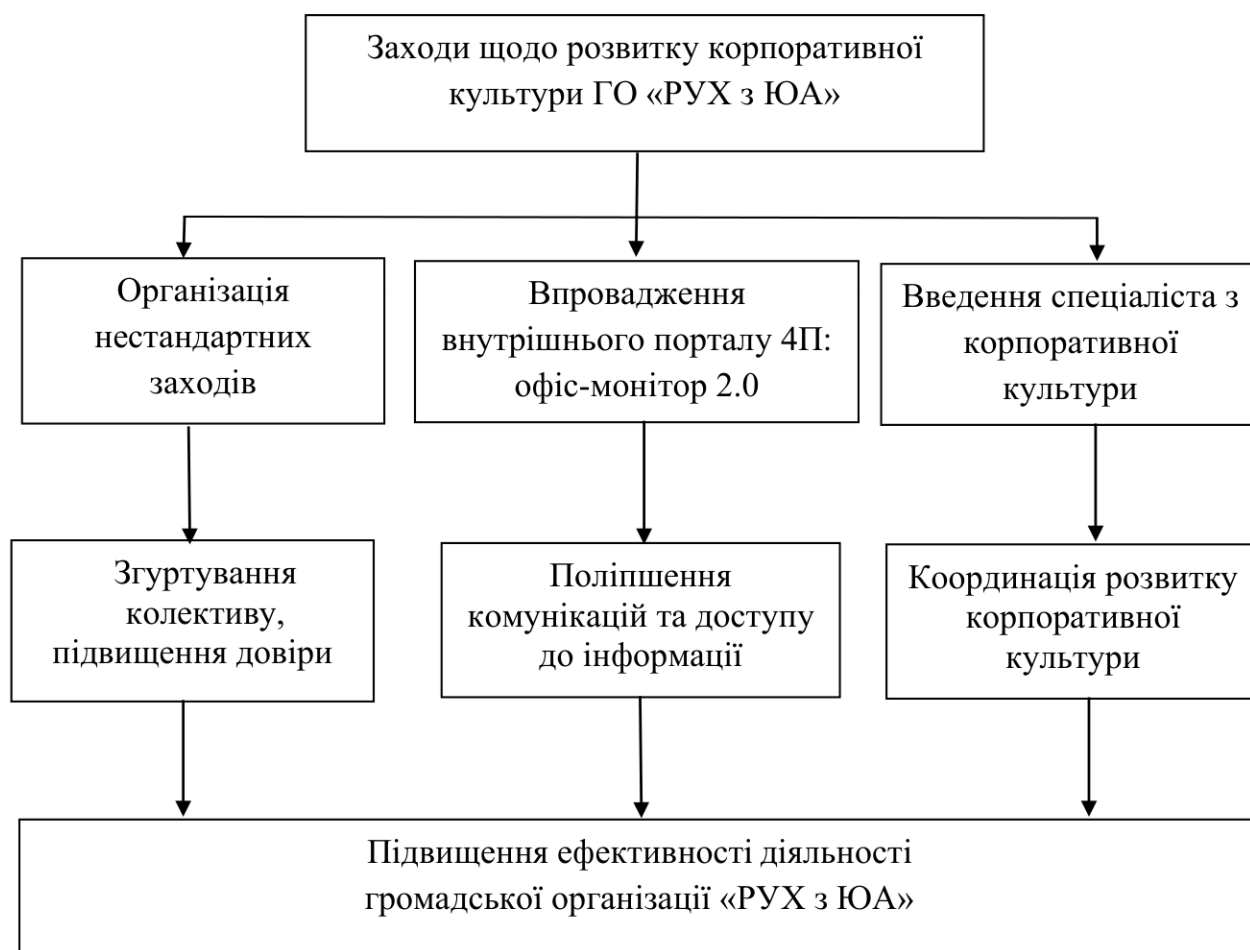 Заходи щодо розвитку корпоративної
культури ГО «РУХ з ЮА»
Організація
нестандартних
заходів
Впровадження
внутрішнього порталу 4П:
офіс-монітор 2.0
Введення спеціаліста з
корпоративної
культури
Згуртування
колективу,
підвищення довіри
Поліпшення
комунікацій та доступу
до інформації
Координація розвитку
корпоративної
культури
Підвищення ефективності діяльності
громадської організації «РУХ з ЮА»